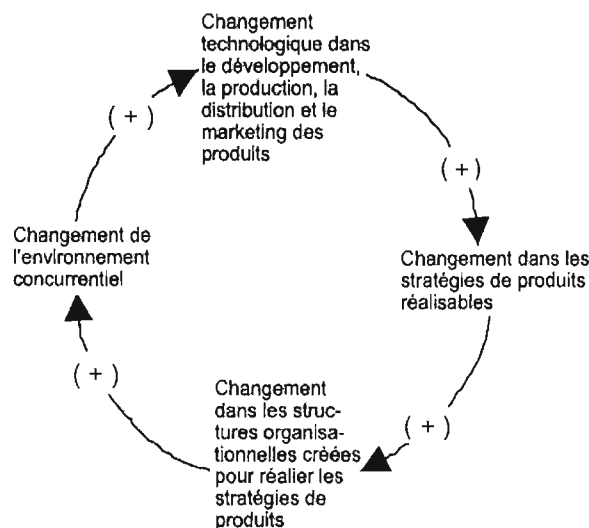 Changement
technologique dans
le développement,
la production, la
distribution et le
marketing des
produits
( + )
( + )
Changement dans les
stratégies de produits
réalisables
( + )
Changement
dans les struc-
tures organisa-
tionnelles créées
pour réalier les
stratégies de
produits
( + )
Changement de
l'environnement
concurrentiel